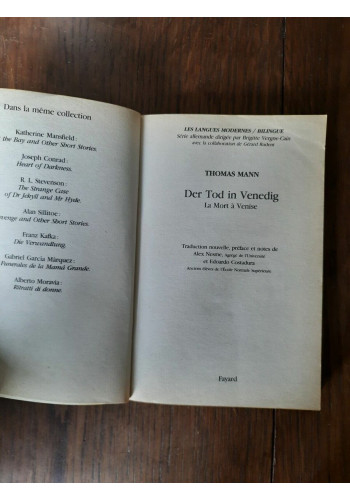 Dans la même collection
Katherine Mansfield :
the Bay and Other Short Stories.
Joseph Conrad :
Heart of Darkness.
R. L. Stevenson :
The Strange Case
of Dr Jekyll and Mr Hyde.
Alan Sillitoe :
venge and Other Short Stories.
Franz Kafka :
Die Verwandlung.
Gabriel García Márquez :
Funerales de la Mamá Grande.
Alberto Moravia :
Ritratti di donne.
LES LANGUES MODERNES / BILINGUE
Série allemande dirigée par Brigitte Vergne-Cain
avec la collaboration de Gérard Rudent
THOMAS MANN
Der Tod in Venedig
La Mort à Venise
Traduction nouvelle, préface et notes de
Axel Nesme, Agrégé de l'Université
et Edoardo Costadura
Anciens élèves de l'École Normale Supérieure.
Fayard